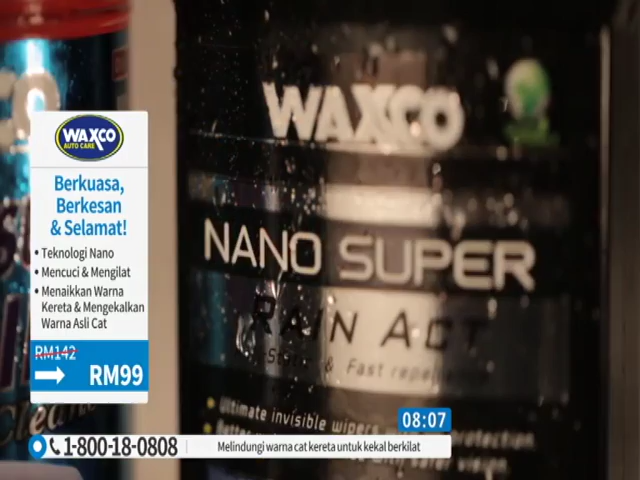 WAXCO
AUTO CARE
Berkuasa,
Berkesan
& Selamat!
• Teknologi Nano
• Mencuci & Mengilat
• Menaikkan Warna
Kereta & Mengekalkan
Warna Asli Cat
RM142
RM99
WAXCO
NANO SUPER
RAIN ACT
& Fast
Ultimate invisible wipers
protection.
08:07
1-800-18-0808
Melindungi warna cat kereta untuk kekal berkilat